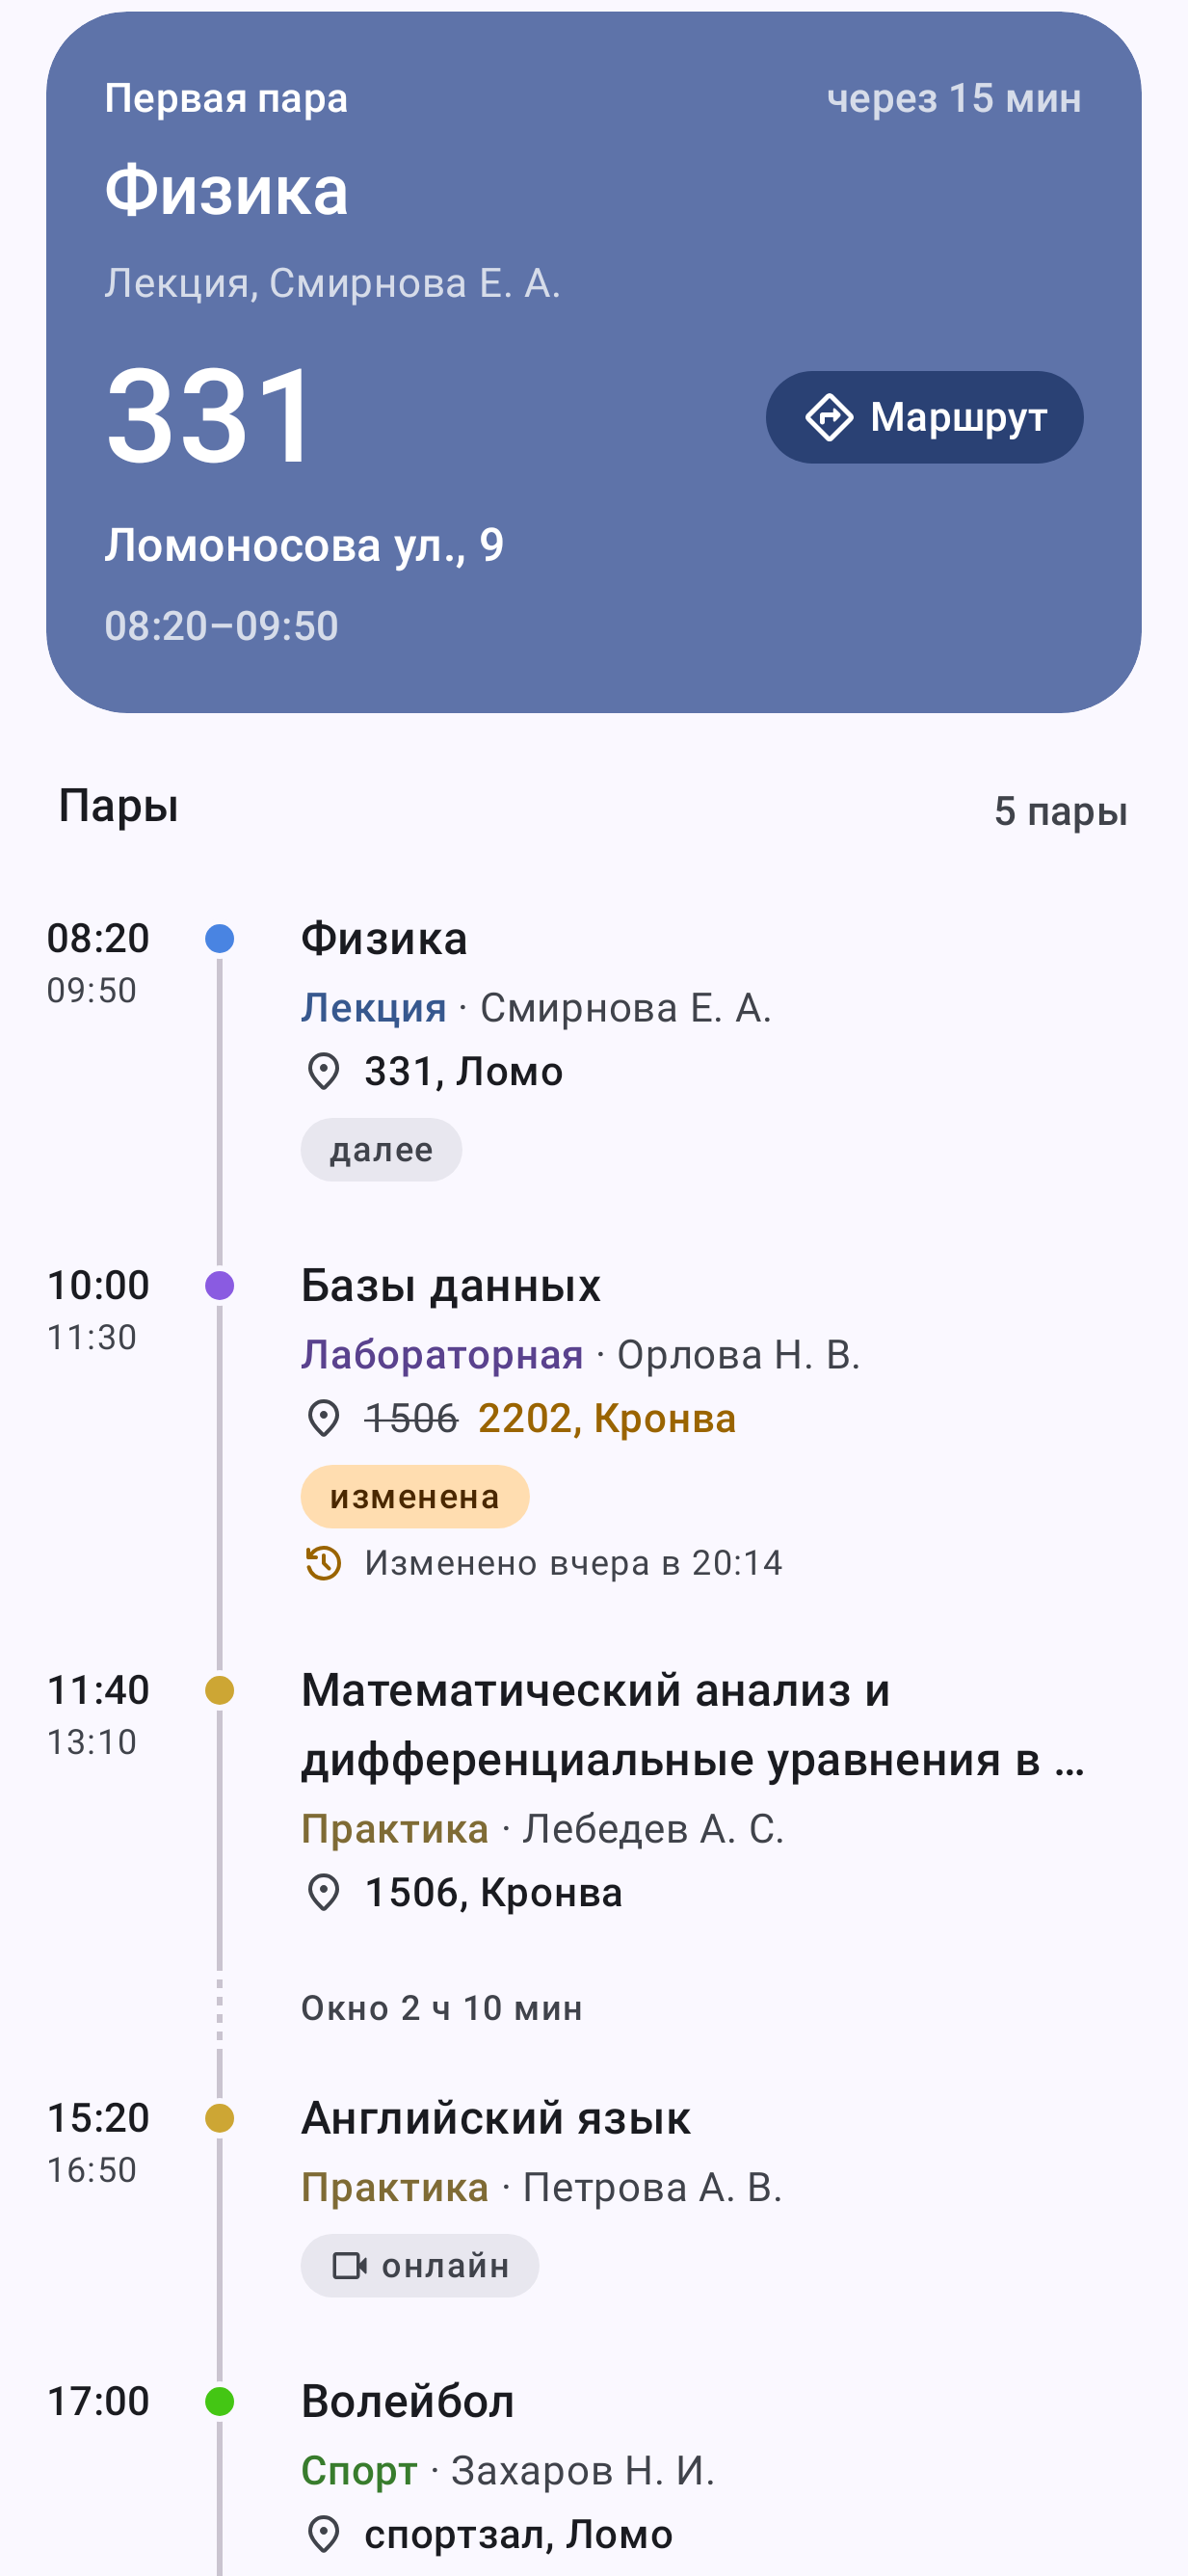 Первая пара
через 15 мин
Физика
Лекция, Смирнова Е. А.
331
Маршрут
Ломоносова ул., 9
08:20–09:50
Пары
5 пары
08:20
Физика
09:50
Лекция · Смирнова Е. А.
331, Ломо
далее
10:00
Базы данных
11:30
Лабораторная · Орлова Н. В.
1506 2202, Кронва
изменена
Изменено вчера в 20:14
11:40
Математический анализ и
13:10
дифференциальные уравнения в ...
Практика · Лебедев А. С.
1506, Кронва
Окно 2 ч 10 мин
15:20
Английский язык
16:50
Практика · Петрова А. В.
онлайн
17:00
Волейбол
Спорт · Захаров Н. И.
спортзал, Ломо